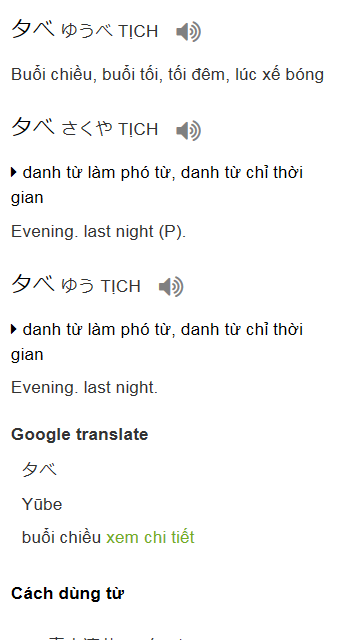 夕べ ゆうべ TỊCH
Buổi chiều, buổi tối, tối đêm, lúc xế bóng
夕べ さくや TỊCH
danh từ làm phó từ, danh từ chỉ thời
gian
Evening. last night (P).
夕べ ゆう TỊCH
danh từ làm phó từ, danh từ chỉ thời
gian
Evening. last night.
Google translate
夕べ
Yūbe
buổi chiều xem chi tiết
Cách dùng từ